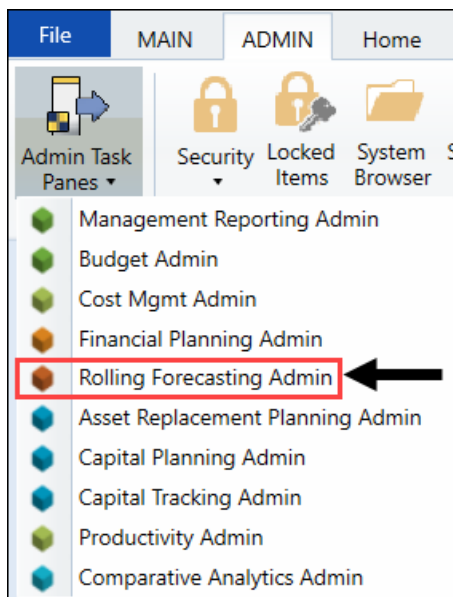 File MAIN ADMIN Home
Admin Task Panes Security Locked Items System Browser
Management Reporting Admin
Budget Admin
Cost Mgmt Admin
Financial Planning Admin
Rolling Forecasting Admin
Asset Replacement Planning Admin
Capital Planning Admin
Capital Tracking Admin
Productivity Admin
Comparative Analytics Admin